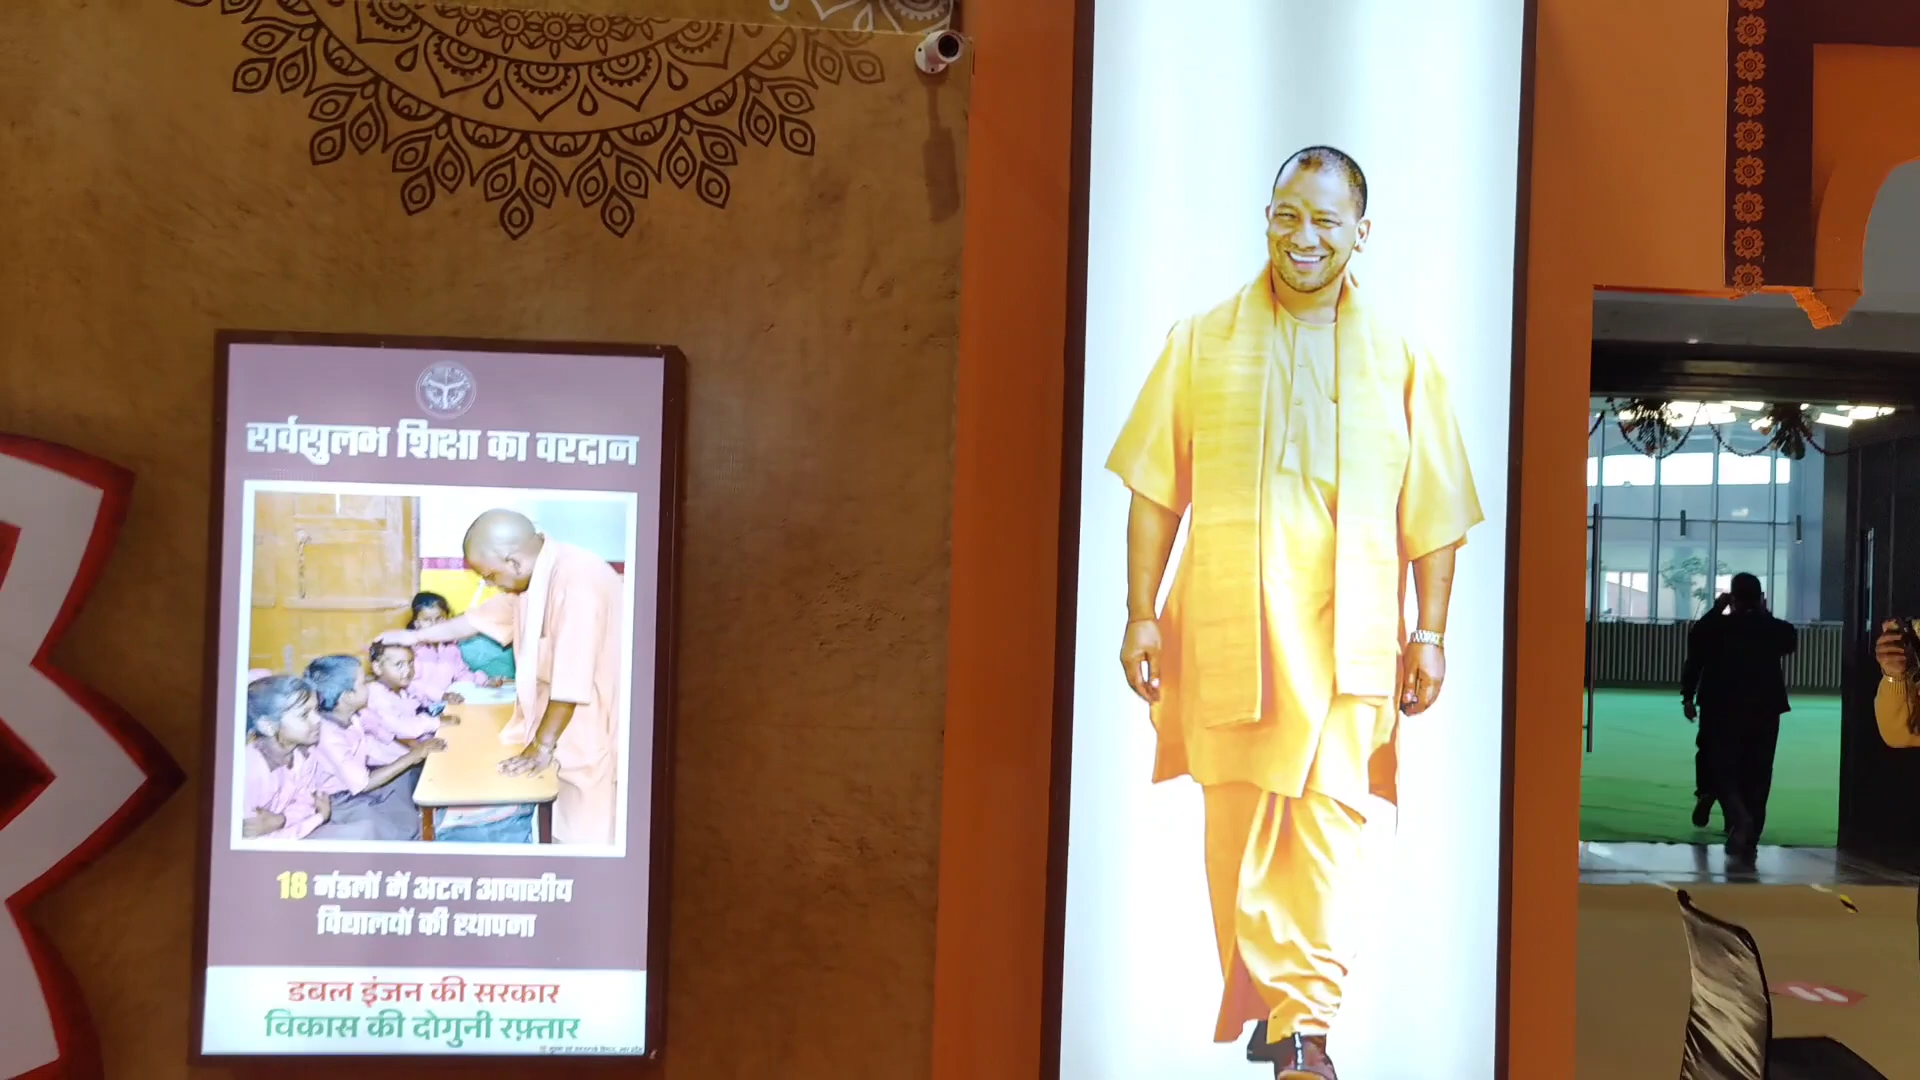 सर्वसुलभ शिक्षा का वरदान
18 मंडलों में अटल आवासीय
विद्यालयों की स्थापना
डबल इंजन की सरकार
विकास की दोगुनी रफ़्तार